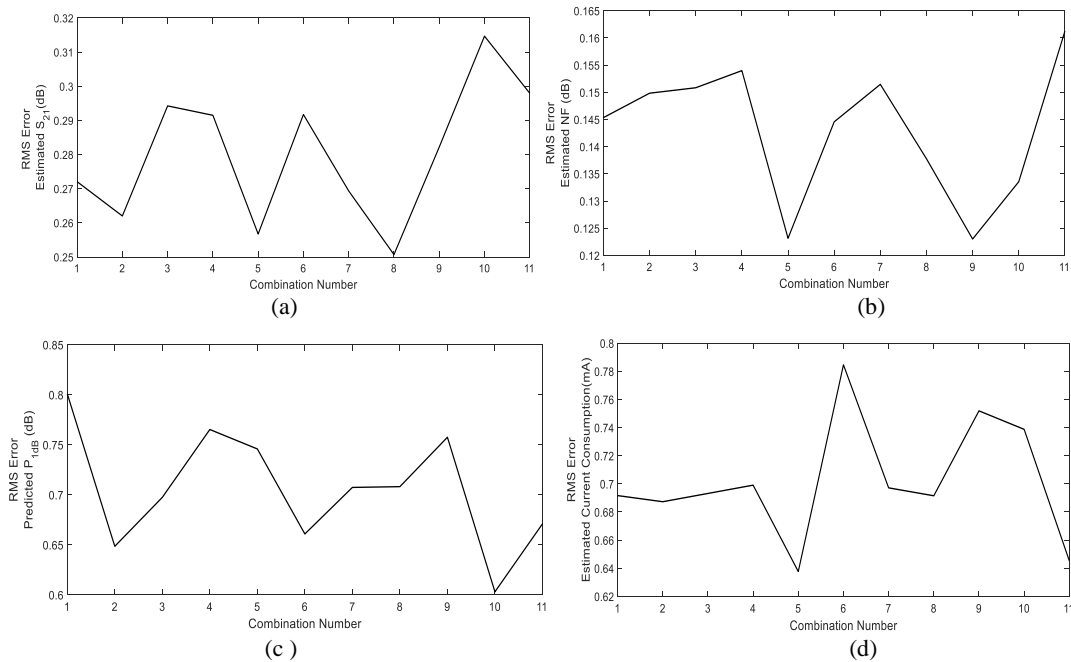 0.32
0.31
0.3
0.29
0.28
0.27
0.26
0.25
RMS Error
Estimated S21(dB)
1 2 3 4 5 6 7 8 9 10 11
Combination Number
(a)
0.165
0.16
0.155
0.15
0.145
0.14
0.135
0.13
0.125
0.12
RMS Error
Estimated NF (dB)
1 2 3 4 5 6 7 8 9 10 11
Combination Number
(b)
0.85
0.8
0.75
0.7
0.65
0.6
RMS Error
Predicted P1dB (dB)
1 2 3 4 5 6 7 8 9 10 11
Combination Number
(c )
0.8
0.78
0.76
0.74
0.72
0.7
0.68
0.66
0.64
0.62
RMS Error
Estimated Current Consumption(mA)
1 2 3 4 5 6 7 8 9 10 11
Combination Number
(d)